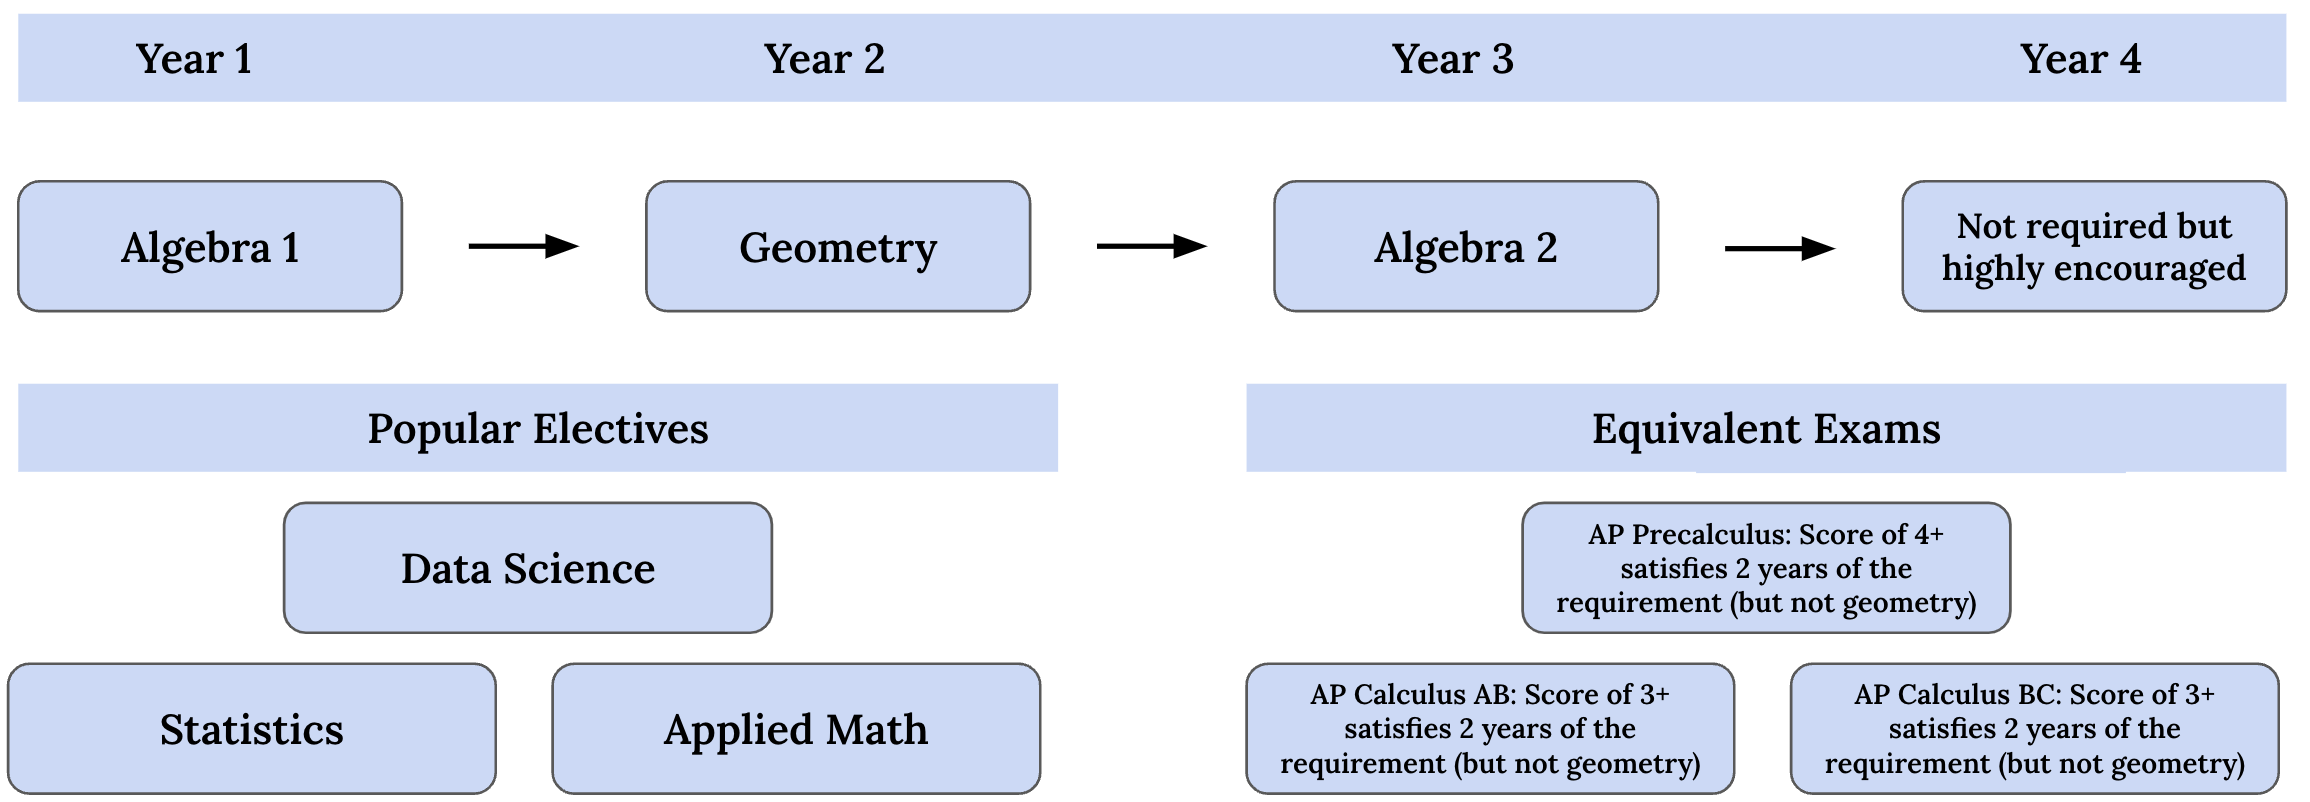 Year 1
Year 2
Year 3
Year 4
Algebra 1
Geometry
Algebra 2
Not required but
highly encouraged
Popular Electives
Data Science
Statistics
Applied Math
Equivalent Exams
AP Precalculus: Score of 4+
satisfies 2 years of the
requirement (but not geometry)
AP Calculus AB: Score of 3+
satisfies 2 years of the
requirement (but not geometry)
AP Calculus BC: Score of 3+
satisfies 2 years of the
requirement (but not geometry)